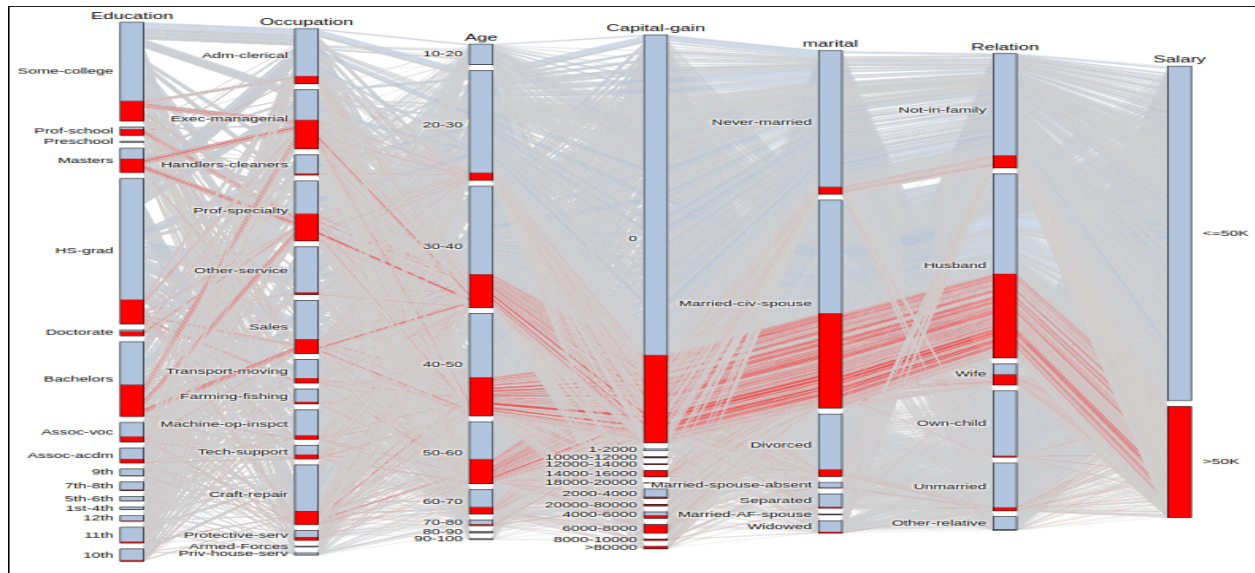 Education
Some-college
Prof-school
Preschool
Masters
HS-grad
Doctorate
Bachelors
Assoc-voc
Assoc-acdm
9th
7th-8th
5th-6th
1st-4th
12th
11th
10th
Occupation
Adm-clerical
Exec-managerial
Handlers-cleaners
Prof-specialty
Other-service
Sales
Transport-moving
Farming-fishing
Machine-op-inspct
Tech-support
Craft-repair
Protective-serv
Armed-Forces
Priv-house-serv
Age
10-20
20-30
30-40
40-50
50-60
60-70
70-80
80-90
90-100
Capital-gain
0
1-2000
10000-12000
12000-14000
14000-16000
18000-20000
2000-4000
20000-80000
4000-6000
6000-8000
8000-10000
>80000
marital
Never-married
Married-civ-spouse
Divorced
Married-spouse-absent
Separated
Married-AF-spouse
Widowed
Relation
Not-in-family
Husband
Wife
Own-child
Unmarried
Other-relative
Salary
<=50K
>50K